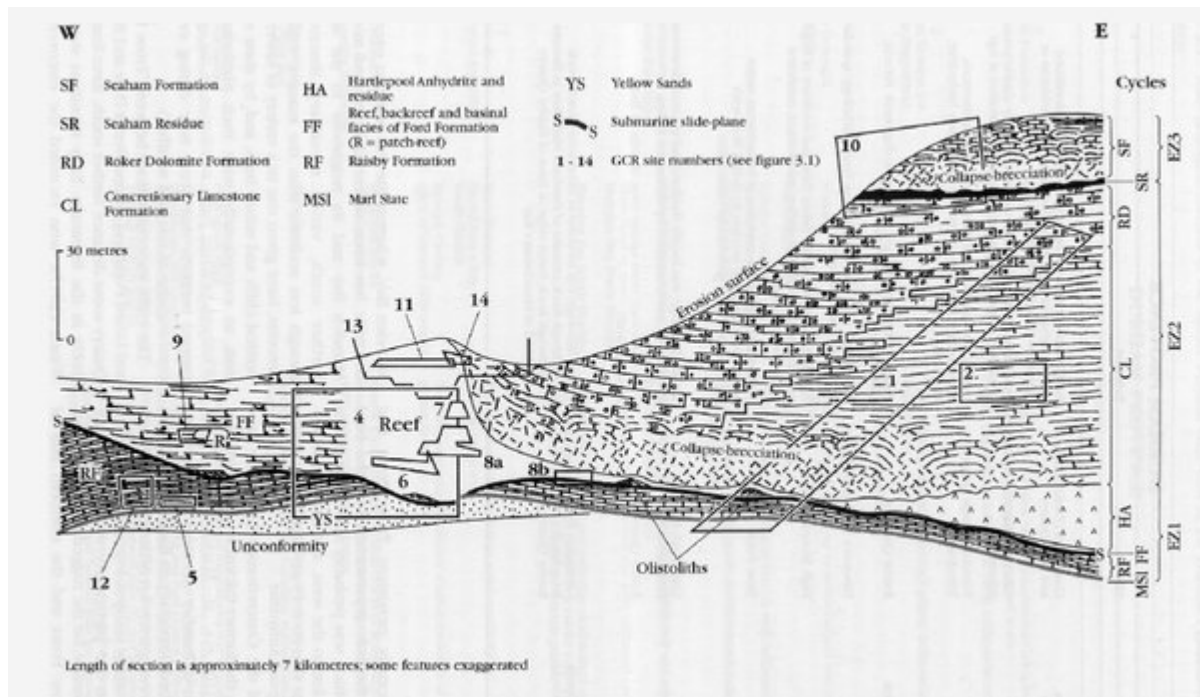 W
E
SF Seaham Formation
SR Seaham Residue
RD Roker Dolomite Formation
CL Concretionary Limestone
Formation
HA Hartlepool Anhydrite and
residue
FF Reef, backreef and basinal
facies of Ford Formation
(R = patch-reef)
RF Raisby Formation
MSl Marl Slate
YS Yellow Sands
S S Submarine slide-plane
1 - 14 GCR site numbers (see figure 3.1)
Cycles
30 metres
0
10
Collapse-brecciation
SF
SR
RD
EZ3
Erosion surface
14
11
13
9
EZ2
CL
1
2
4
7
Reef
FF
R
S
RF
Collapse-brecciation
8a
8b
6
YS
HA
EZ1
Unconformity
Olistoliths
S
FF
RF
MSl
12
5
Length of section is approximately 7 kilometres; some features exaggerated